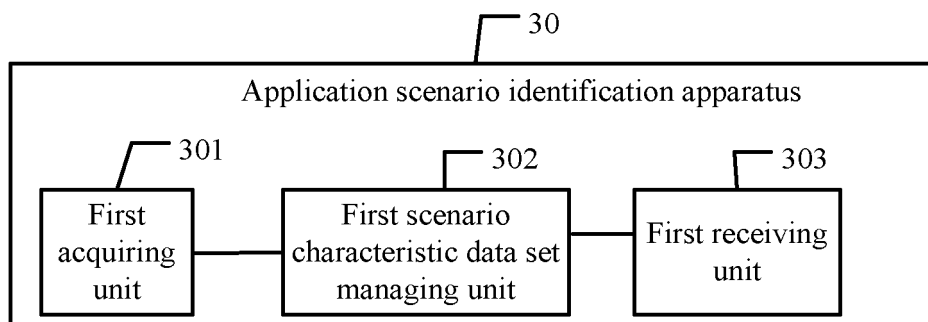 30
Application scenario identification apparatus
301
302
303
First
acquiring
unit
First scenario
characteristic data set
managing unit
First receiving
unit